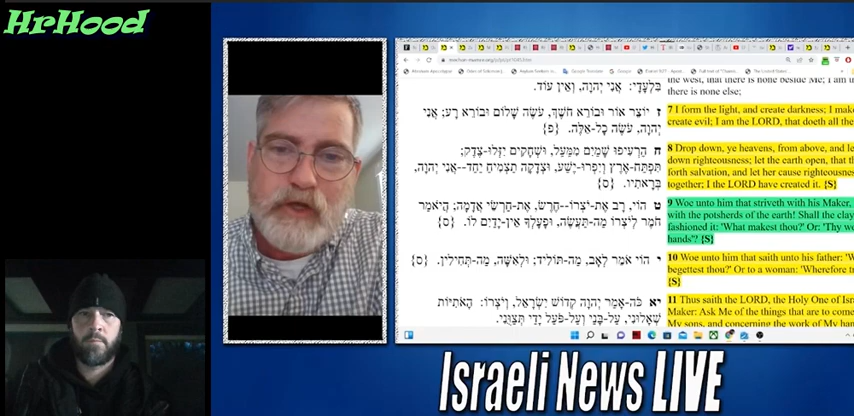 HrHood
בִּלְעָדָי: אֲנִי יְהוָה, וְאֵין עוֹד.
ז יוֹצֵר אוֹר וּבוֹרֵא חֹשֶׁךְ, עֹשֶׂה שָׁלוֹם וּבוֹרֵא רָע; אֲנִי
יְהוָה, עֹשֶׂה כָל-אֵלֶּה. {פ}
ח הַרְעִיפוּ שָׁמַיִם מִמַּעַל, וּשְׁחָקִים יִזְּלוּ-צֶדֶק;
תִּפְתַּח-אֶרֶץ וְיִפְרוּ-יֶשַׁע, וּצְדָקָה תַצְמִיחַ יַחַד--אֲנִי יְהוָה,
בְּרָאתִיו. {ס}
ט הוֹי, רָב אֶת-יֹצְרוֹ--חֶרֶשׂ, אֶת-חַרְשֵׂי אֲדָמָה; הֲיֹאמַר
חֹמֶר לְיֹצְרוֹ מַה-תַּעֲשֶׂה, וּפָעָלְךָ אֵין-יָדַיִם לוֹ. {ס}
י הוֹי אֹמֵר לְאָב, מַה-תּוֹלִיד; וּלְאִשָּׁה, מַה-תְּחִילִין. {ס}
יא כֹּה-אָמַר יְהוָה קְדוֹשׁ יִשְׂרָאֵל, וְיֹצְרוֹ: הָאֹתִיּוֹת
שְׁאָלוּנִי, עַל-בָּנַי וְעַל-פֹּעַל יָדַי תְּצַוֻּנִי.
the west, that there is none beside Me; I am t
there is none else;
7 I form the light, and create darkness; I make
create evil; I am the LORD, that doeth all the
8 Drop down, ye heavens, from above, and le
down righteousness; let the earth open, that th
forth salvation, and let her cause righteousness
together; I the LORD have created it. {S}
9 Woe unto him that striveth with his Maker,
with the potsherds of the earth! Shall the clay
fashioned it: 'What makest thou?' Or: 'Thy wo
hands'? {S}
10 Woe unto him that saith unto his father: 'W
begettest thou?' Or to a woman: 'Wherefore tr
{S}
11 Thus saith the LORD, the Holy One of Isr
Maker: Ask Me of the things that are to come
My sons, and concerning the work of My han
Israeli News LIVE